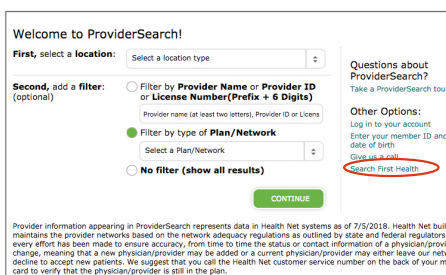 Welcome to ProviderSearch!
First, select a location:
Select a location type
Second, add a filter:
(optional)
Filter by Provider Name or Provider ID
or License Number(Prefix + 6 Digits)
Provider name (at least two letters), Provider ID or Licens
Filter by type of Plan/Network
Select a Plan/Network
No filter (show all results)
CONTINUE
Questions about
ProviderSearch?
Take a ProviderSearch tou
Other Options:
Log in to your account
Enter your member ID and
date of birth
Give us a call
Search First Health
Provider information appearing in ProviderSearch represents data in Health Net systems as of 7/5/2018. Health Net buil
maintains the provider networks based on the network adequacy regulations as outlined by state and federal regulators
every effort has been made to ensure accuracy, from time to time the status or contact information of a physician/provi
change, meaning that a new physician/provider may be added or a current physician/provider may either leave our netv
decline to accept new patients. We suggest that you call the Health Net customer service number on the back of your m
card to verify that the physician/provider is still in the plan.